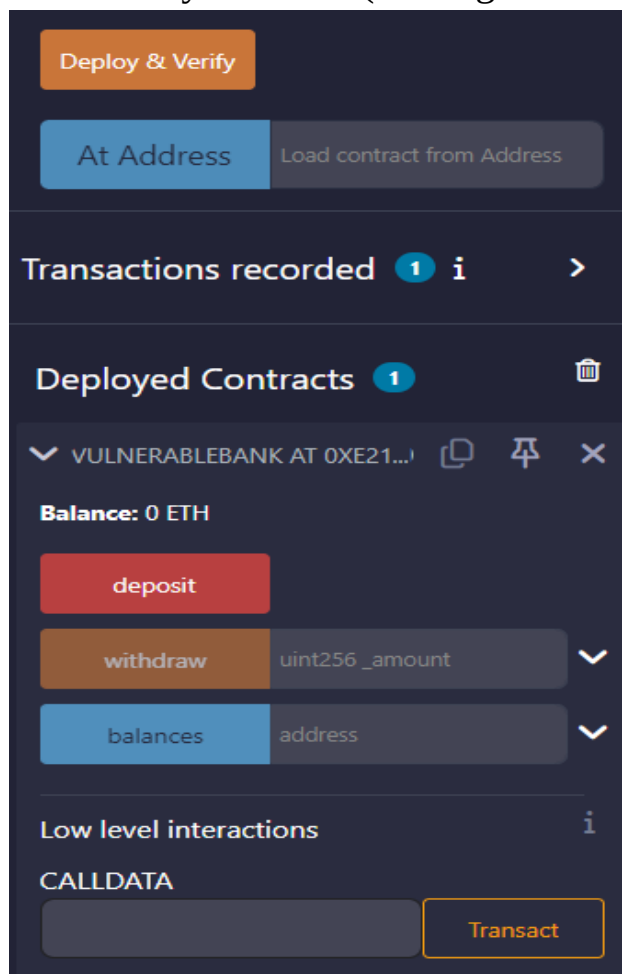 Deploy & Verify
At Address Load contract from Address
Transactions recorded 1 i >
Deployed Contracts 1
VULNERABLEBANK AT 0XE21...
Balance: 0 ETH
deposit
withdraw uint256 _amount
balances address
Low level interactions i
CALLDATA
Transact